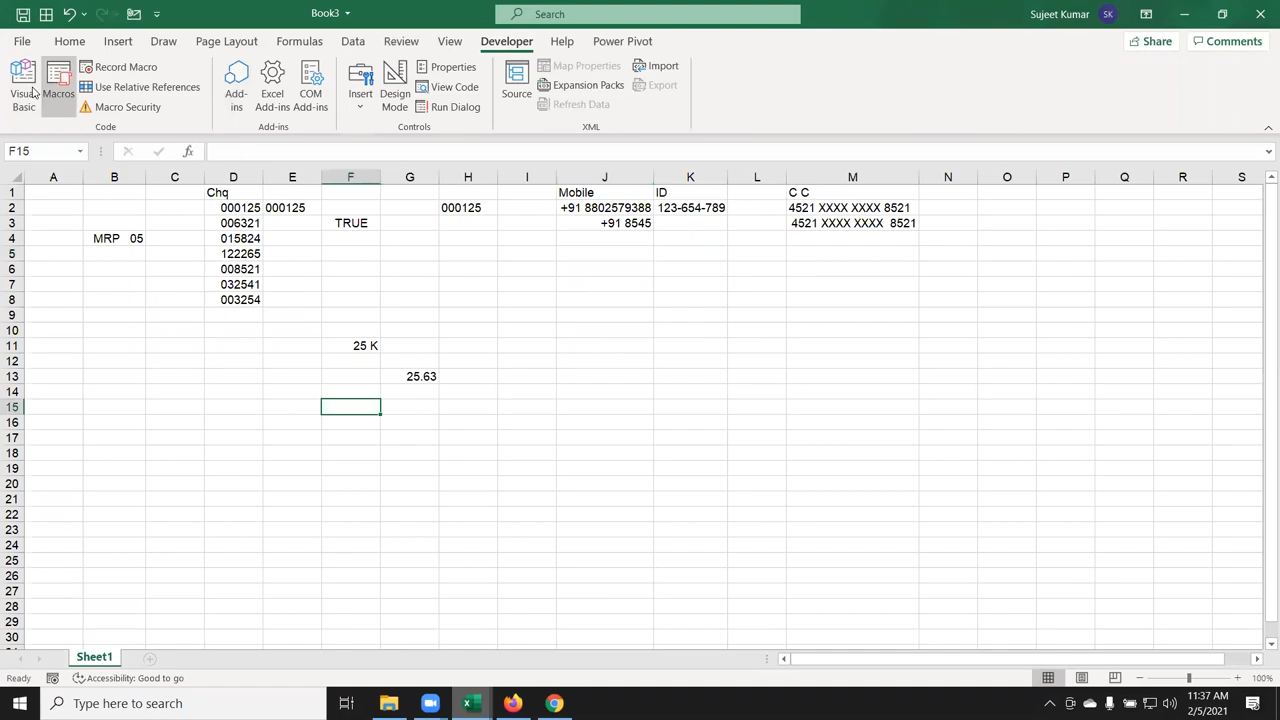 Book3
Search
Sujeet Kumar
SK
File Home Insert Draw Page Layout Formulas Data Review View Developer Help Power Pivot
Share
Comments
Visual Basic
Macros
Record Macro
Use Relative References
Macro Security
Code
Add-ins
Excel Add-ins
COM Add-ins
Add-ins
Insert
Design Mode
Properties
View Code
Run Dialog
Controls
Source
Map Properties
Expansion Packs
Refresh Data
Import
Export
XML
F15
fx
A B C D E F G H I J K L M N O P Q R S
1 Chq Mobile ID C C
2 000125 000125 000125 +91 8802579388 123-654-789 4521 XXXX XXXX 8521
3 006321 TRUE +91 8545 4521 XXXX XXXX 8521
4 MRP 05 015824
5 122265
6 008521
7 032541
8 003254
9
10
11 25 K
12
13 25.63
14
15
16
17
18
19
20
21
22
23
24
25
26
27
28
29
30
Sheet1
Ready
Accessibility: Good to go
100%
Type here to search
11:37 AM
2/5/2021